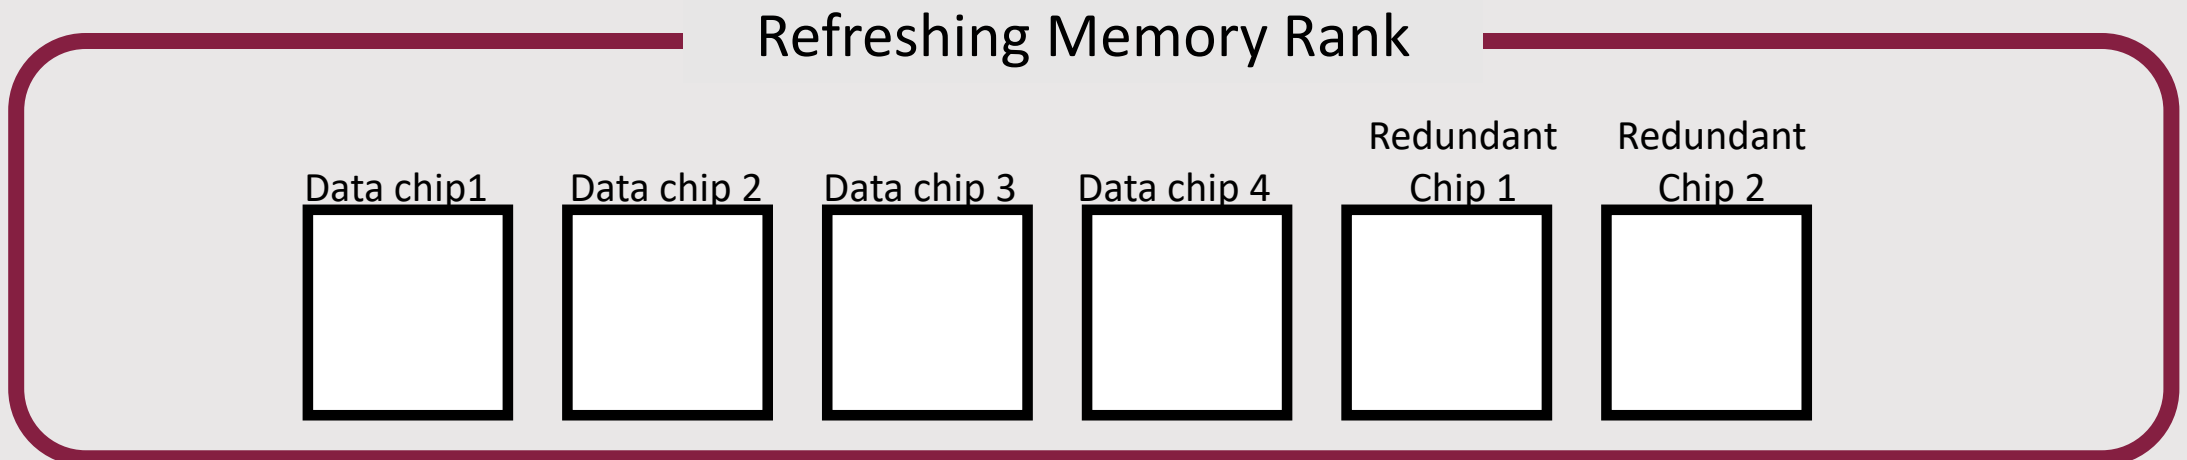 Refreshing Memory Rank
Data chip1
Data chip 2
Data chip 3
Data chip 4
Redundant
Chip 1
Redundant
Chip 2